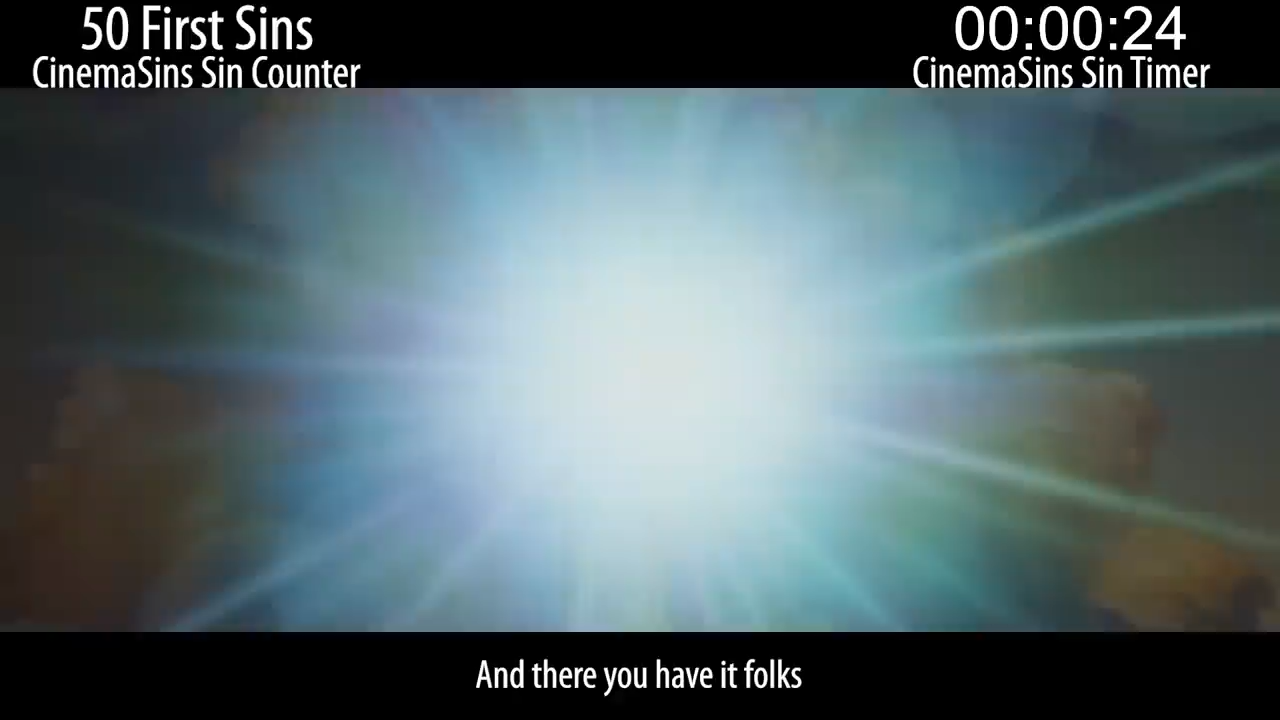 50 First Sins
CinemaSins Sin Counter
00:00:24
CinemaSins Sin Timer
And there you have it folks